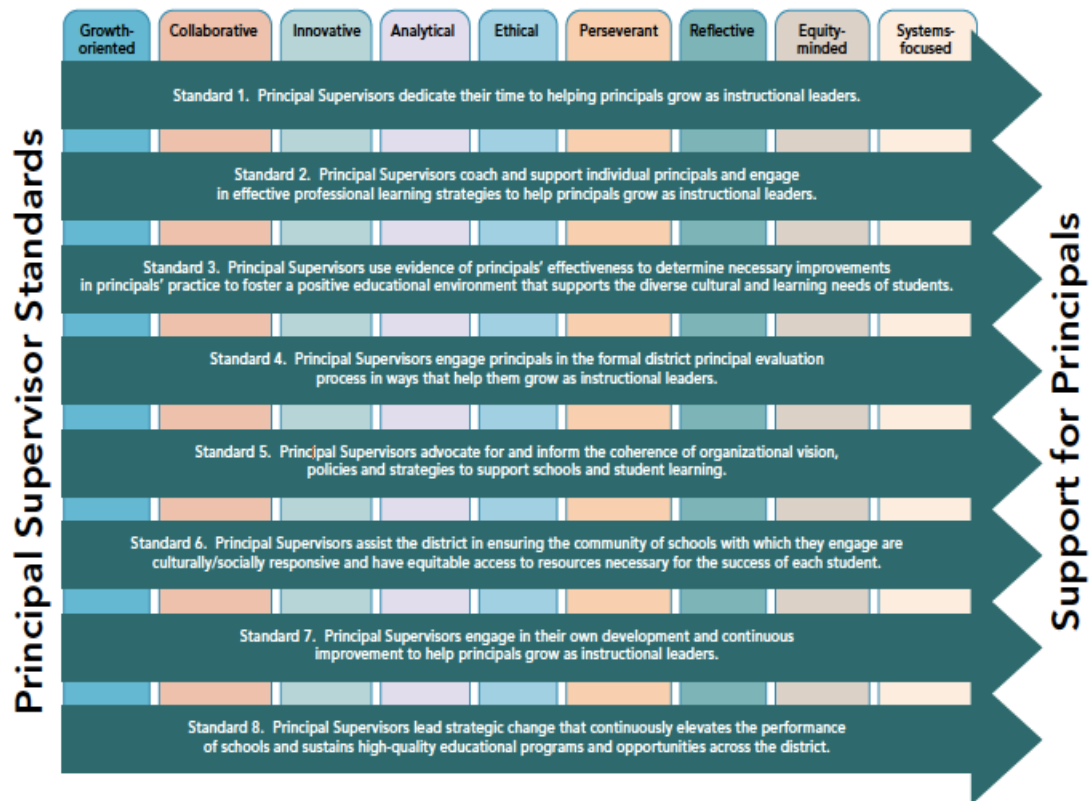 Growth-
oriented
Collaborative
Innovative
Analytical
Ethical
Perseverant
Reflective
Equity-
minded
Systems-
focused
Principal Supervisor Standards
Standard 1. Principal Supervisors dedicate their time to helping principals grow as instructional leaders.
Standard 2. Principal Supervisors coach and support individual principals and engage
in effective professional learning strategies to help principals grow as instructional leaders.
Standard 3. Principal Supervisors use evidence of principals' effectiveness to determine necessary improvements
in principals' practice to foster a positive educational environment that supports the diverse cultural and learning needs of students.
Standard 4. Principal Supervisors engage principals in the formal district principal evaluation
process in ways that help them grow as instructional leaders.
Standard 5. Principal Supervisors advocate for and inform the coherence of organizational vision,
policies and strategies to support schools and student learning.
Standard 6. Principal Supervisors assist the district in ensuring the community of schools with which they engage are
culturally/socially responsive and have equitable access to resources necessary for the success of each student.
Standard 7. Principal Supervisors engage in their own development and continuous
improvement to help principals grow as instructional leaders.
Standard 8. Principal Supervisors lead strategic change that continuously elevates the performance
of schools and sustains high-quality educational programs and opportunities across the district.
Support for Principals